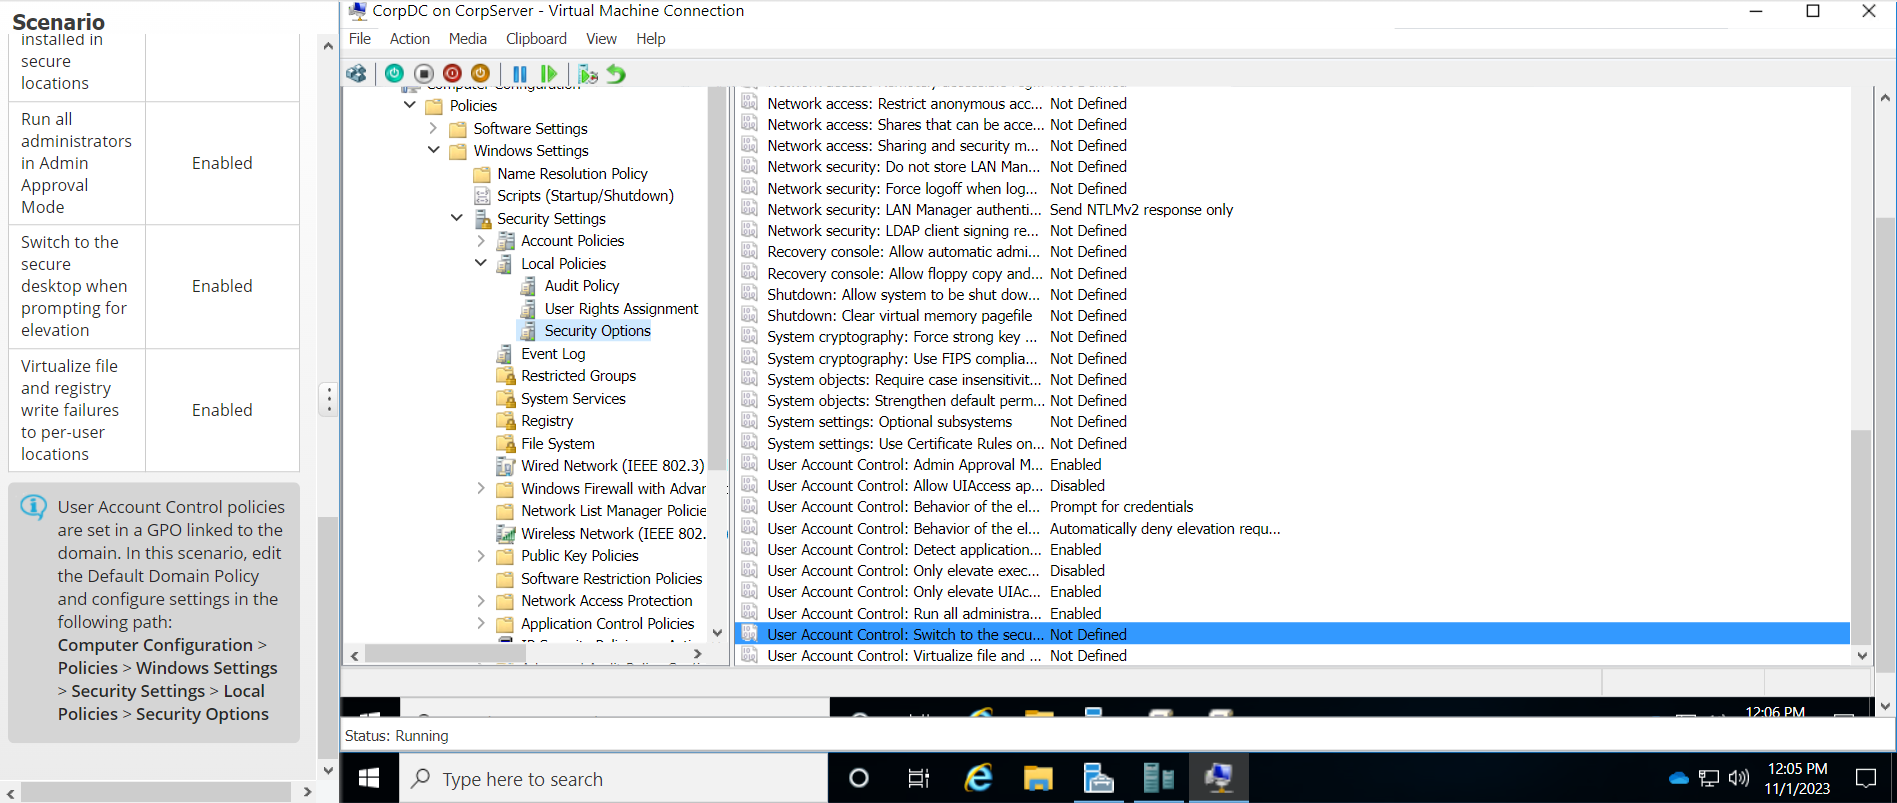 Scenario
installed in
secure
locations
Run all
administrators
in Admin
Approval
Mode
Enabled
Switch to the
secure
desktop when
prompting for
elevation
Enabled
Virtualize file
and registry
write failures
to per-user
locations
Enabled
User Account Control policies
are set in a GPO linked to the
domain. In this scenario, edit
the Default Domain Policy
and configure settings in the
following path:
Computer Configuration >
Policies > Windows Settings
> Security Settings > Local
Policies > Security Options
CorpDC on CorpServer - Virtual Machine Connection
File Action Media Clipboard View Help
Computer Configuration
Policies
Software Settings
Windows Settings
Name Resolution Policy
Scripts (Startup/Shutdown)
Security Settings
Account Policies
Local Policies
Audit Policy
User Rights Assignment
Security Options
Event Log
Restricted Groups
System Services
Registry
File System
Wired Network (IEEE 802.3)
Windows Firewall with Advar
Network List Manager Policie
Wireless Network (IEEE 802.
Public Key Policies
Software Restriction Policies
Network Access Protection
Application Control Policies
Network access: Restrict anonymous acc... Not Defined
Network access: Shares that can be acce... Not Defined
Network access: Sharing and security m... Not Defined
Network security: Do not store LAN Man... Not Defined
Network security: Force logoff when log... Not Defined
Network security: LAN Manager authenti... Send NTLMv2 response only
Network security: LDAP client signing re... Not Defined
Recovery console: Allow automatic admi... Not Defined
Recovery console: Allow floppy copy and... Not Defined
Shutdown: Allow system to be shut dow... Not Defined
Shutdown: Clear virtual memory pagefile Not Defined
System cryptography: Force strong key ... Not Defined
System cryptography: Use FIPS complia... Not Defined
System objects: Require case insensitivit... Not Defined
System objects: Strengthen default perm... Not Defined
System settings: Optional subsystems Not Defined
System settings: Use Certificate Rules on... Not Defined
User Account Control: Admin Approval M... Enabled
User Account Control: Allow UIAccess ap... Disabled
User Account Control: Behavior of the el... Prompt for credentials
User Account Control: Behavior of the el... Automatically deny elevation requ...
User Account Control: Detect application... Enabled
User Account Control: Only elevate exec... Disabled
User Account Control: Only elevate UIAc... Enabled
User Account Control: Run all administra... Enabled
User Account Control: Switch to the secu... Not Defined
User Account Control: Virtualize file and ... Not Defined
12:06 PM
Status: Running
Type here to search
12:05 PM
11/1/2023